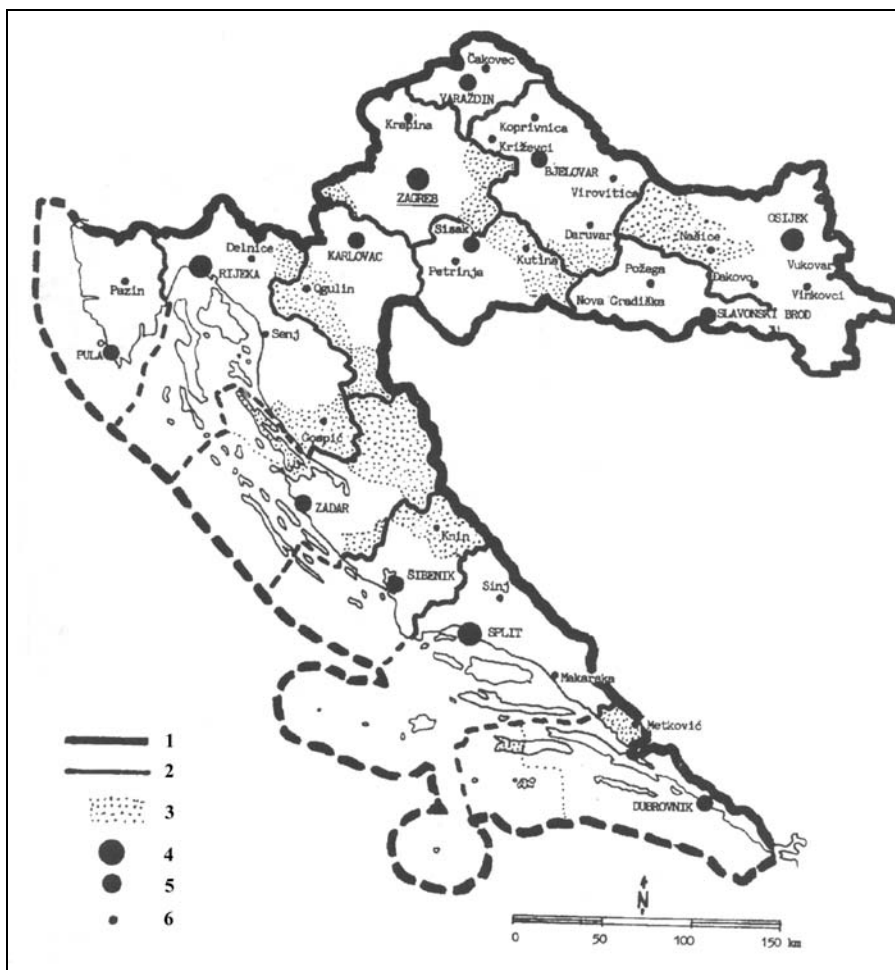 Čakovec
VARAŽDIN
Krapina
Koprivnica
Križevci
BJELOVAR
ZAGREB
Virovitica
OSIJEK
Delnice
KARLOVAC
Sisak
Daruvar
Našice
RIJEKA
Petrinja
Kutina
Požega
Đakovo
Vukovar
Pazin
Ogulin
Nova Gradiška
Vinkovci
SLAVONSKI BROD
Senj
PULA
Gospić
ZADAR
Knin
ŠIBENIK
Sinj
SPLIT
Makarska
Metković
DUBROVNIK
1
2
3
4
5
6
N
0 50 100 150 km